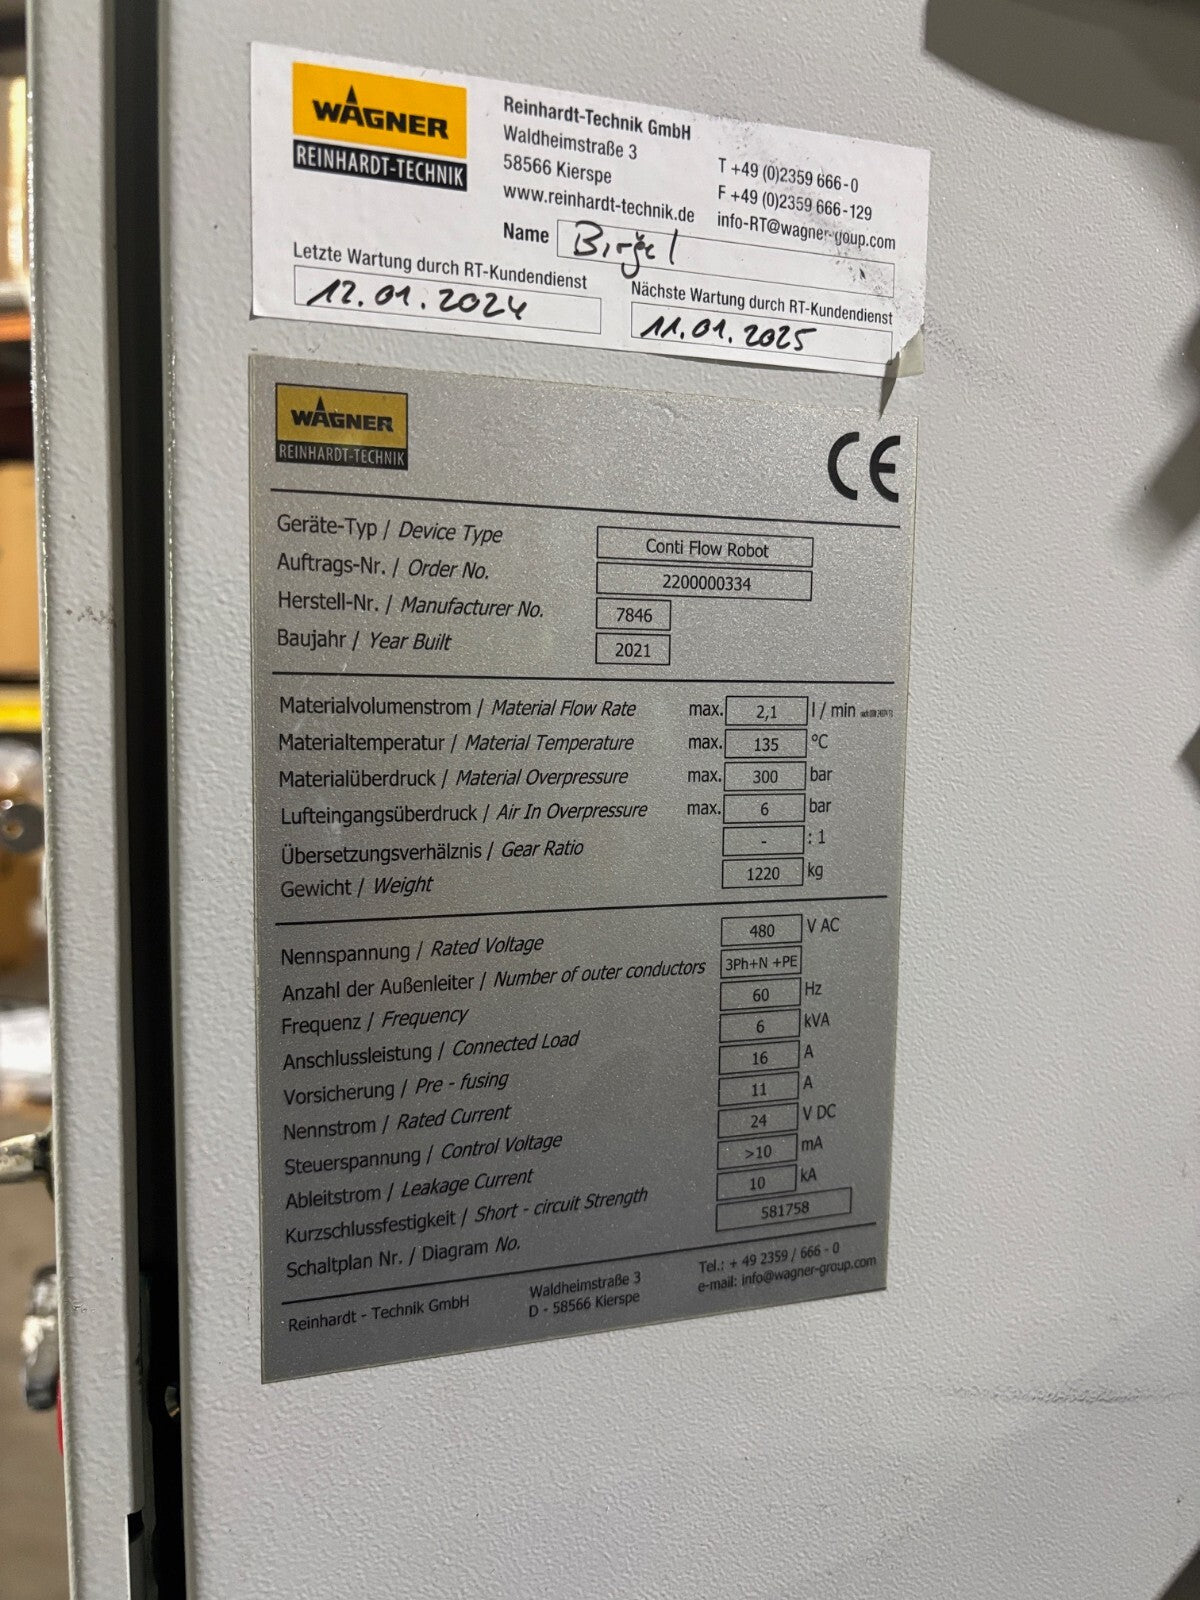 WAGNER
REINHARDT-TECHNIK
Reinhardt-Technik GmbH
Waldheimstraße 3
58566 Kierspe
www.reinhardt-technik.de
T +49 (0)2359 666-0
F +49 (0)2359 666-129
info-RT@wagner-group.com
Name
Letzte Wartung durch RT-Kundendienst
12.01.2024
Nächste Wartung durch RT-Kundendienst
11.01.2025
WAGNER
REINHARDT-TECHNIK
CE
Geräte-Typ / Device Type Conti Flow Robot
Auftrags-Nr. / Order No. 2200000334
Herstell-Nr. / Manufacturer No. 7846
Baujahr / Year Built 2021
Materialvolumenstrom / Material Flow Rate max. 2,1 l / min
Materialtemperatur / Material Temperature max. 135 °C
Materialüberdruck / Material Overpressure max. 300 bar
Lufteingangsüberdruck / Air In Overpressure max. 6 bar
Übersetzungsverhälznis / Gear Ratio - : 1
Gewicht / Weight 1220 kg
Nennspannung / Rated Voltage 480 V AC
Anzahl der Außenleiter / Number of outer conductors 3Ph+N +PE
Frequenz / Frequency 60 Hz
Anschlussleistung / Connected Load 6 kVA
Vorsicherung / Pre - fusing 16 A
Nennstrom / Rated Current 11 A
Steuerspannung / Control Voltage 24 V DC
Ableitstrom / Leakage Current >10 mA
Kurzschlussfestigkeit / Short - circuit Strength 10 kA
Schaltplan Nr. / Diagram No. 581758
Reinhardt - Technik GmbH
Waldheimstraße 3
D - 58566 Kierspe
Tel.: + 49 2359 / 666 - 0
e-mail: info@wagner-group.com